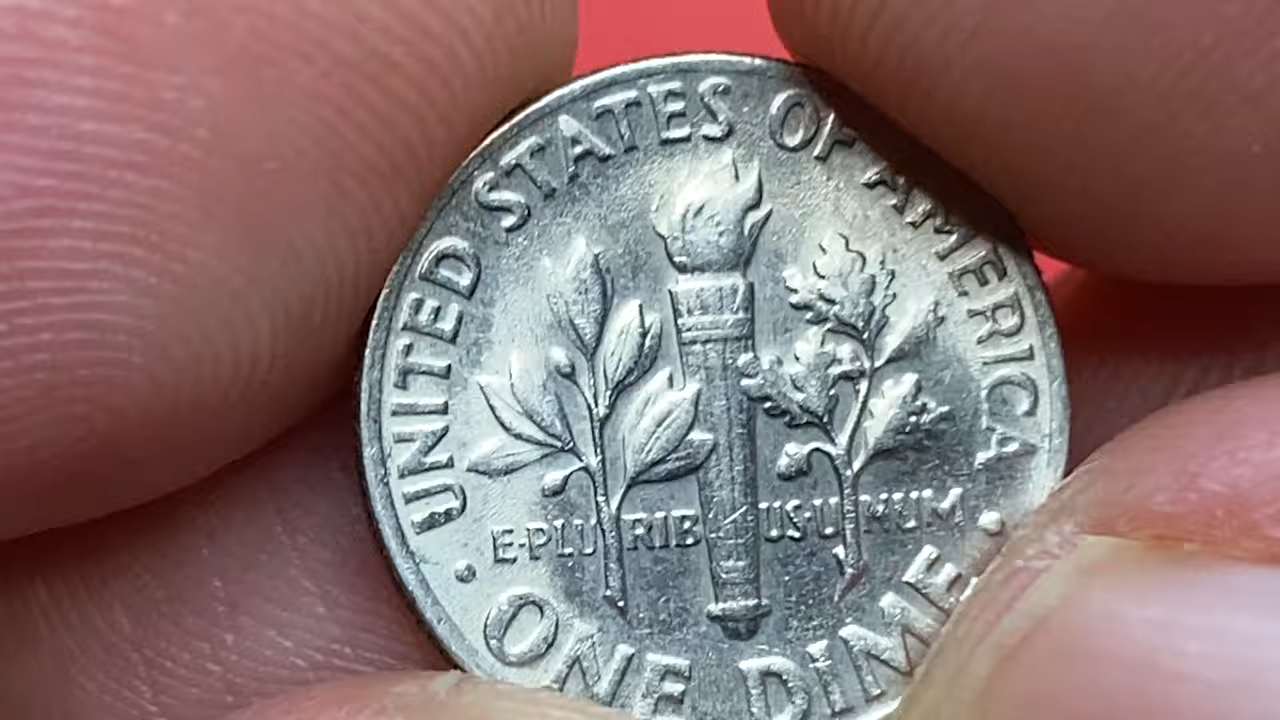 UNITED STATES OF AMERICA
E·PLURIBUS·UNUM
· ONE DIME ·